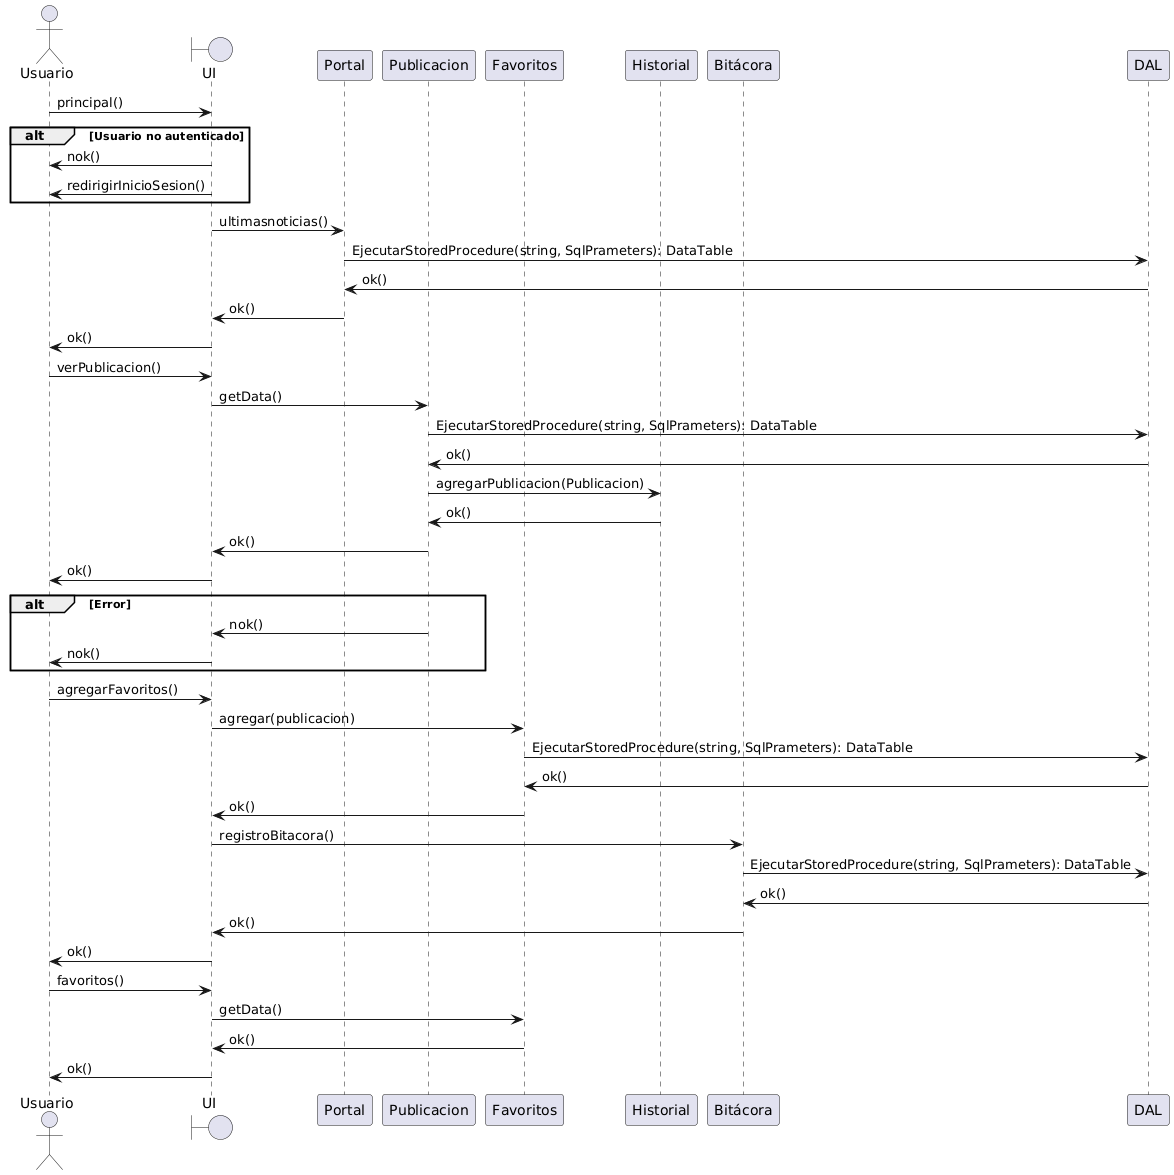 Usuario
UI
Portal
Publicacion
Favoritos
Historial
Bitácora
DAL
principal()
alt [Usuario no autenticado]
nok()
redirigirInicioSesion()
ultimasnoticias()
EjecutarStoredProcedure(string, SqlPrameters): DataTable
ok()
ok()
ok()
verPublicacion()
getData()
EjecutarStoredProcedure(string, SqlPrameters): DataTable
ok()
agregarPublicacion(Publicacion)
ok()
ok()
ok()
alt [Error]
nok()
nok()
agregarFavoritos()
agregar(publicacion)
EjecutarStoredProcedure(string, SqlPrameters): DataTable
ok()
ok()
registroBitacora()
EjecutarStoredProcedure(string, SqlPrameters): DataTable
ok()
ok()
ok()
favoritos()
getData()
ok()
ok()
Usuario
UI
Portal
Publicacion
Favoritos
Historial
Bitácora
DAL